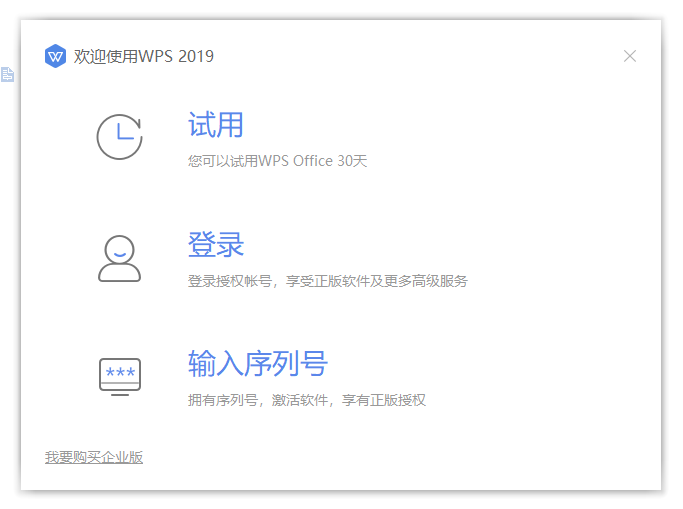 欢迎使用WPS 2019
试用
您可以试用WPS Office 30天
登录
登录授权帐号，享受正版软件及更多高级服务
***
输入序列号
拥有序列号，激活软件，享有正版授权
我要购买企业版